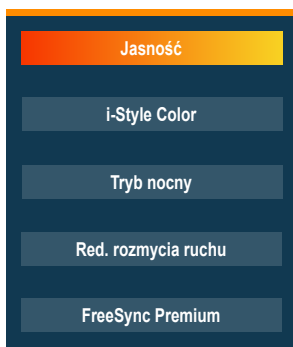 Jasność
i-Style Color
Tryb nocny
Red. rozmycia ruchu
FreeSync Premium